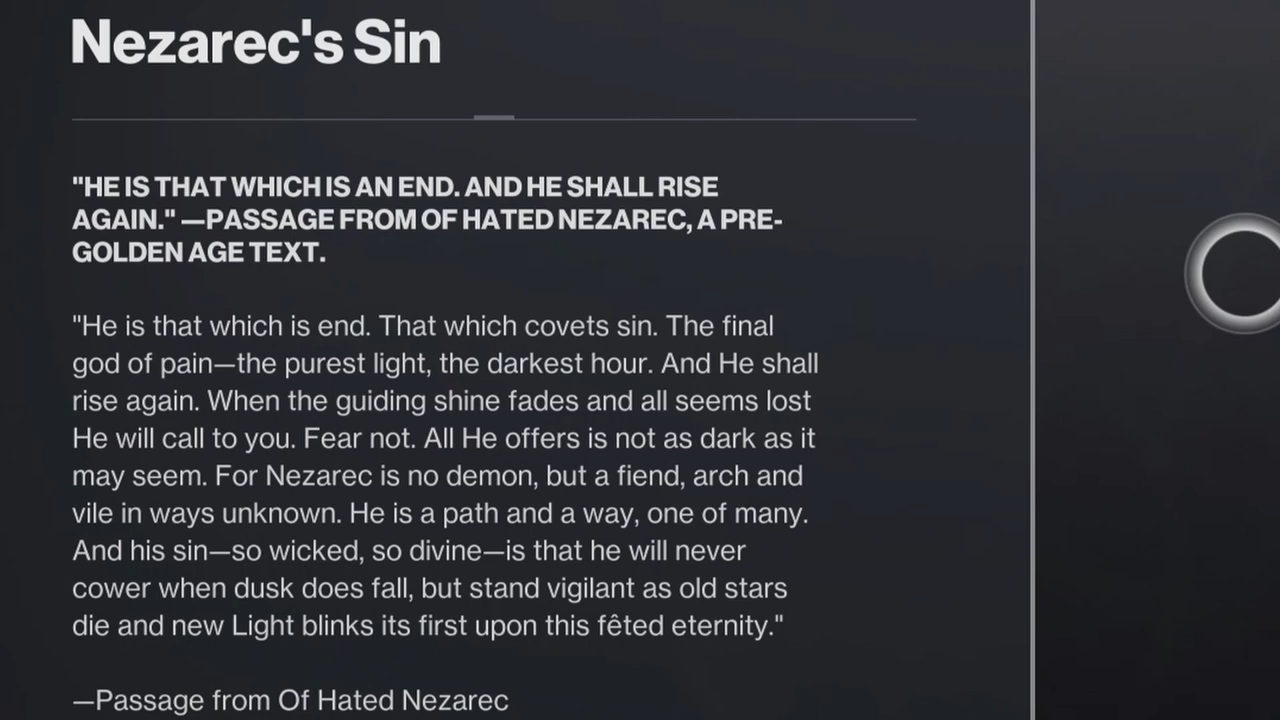 Nezarec's Sin
"HE IS THAT WHICH IS AN END. AND HE SHALL RISE
AGAIN." —PASSAGE FROM OF HATED NEZAREC, A PRE-
GOLDEN AGE TEXT.
"He is that which is end. That which covets sin. The final
god of pain—the purest light, the darkest hour. And He shall
rise again. When the guiding shine fades and all seems lost
He will call to you. Fear not. All He offers is not as dark as it
may seem. For Nezarec is no demon, but a fiend, arch and
vile in ways unknown. He is a path and a way, one of many.
And his sin—so wicked, so divine—is that he will never
cower when dusk does fall, but stand vigilant as old stars
die and new Light blinks its first upon this fêted eternity."
—Passage from Of Hated Nezarec